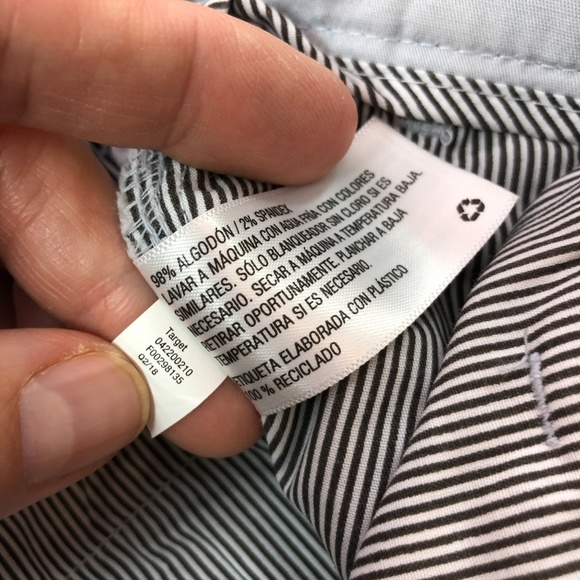 98% ALGODÓN / 2% SPANDEX
LAVAR A MÁQUINA CON AGUA FRIA CON COLORES
SIMILARES. SÓLO BLANQUEADOR SIN CLORO SI ES
NECESARIO. SECAR A MÁQUINA A TEMPERATURA BAJA.
RETIRAR OPORTUNAMENTE. PLANCHAR A BAJA
TEMPERATURA SI ES NECESARIO.
ETIQUETA ELABORADA CON PLÁSTICO
100 % RECICLADO
Target
042200210
F00298135
02/18